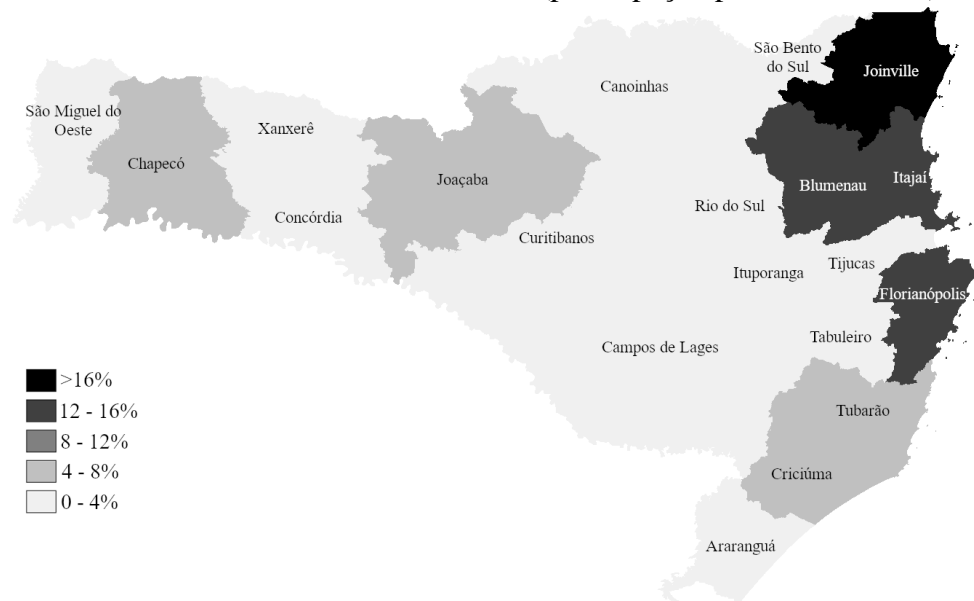 São Bento
do Sul
Joinville
Canoinhas
São Miguel do
Oeste
Xanxerê
Chapecó
Joaçaba
Blumenau
Itajaí
Rio do Sul
Concórdia
Curitibanos
Tijucas
Ituporanga
Florianópolis
Tabuleiro
Campos de Lages
>16%
12 - 16%
8 - 12%
4 - 8%
0 - 4%
Tubarão
Criciúma
Araranguá